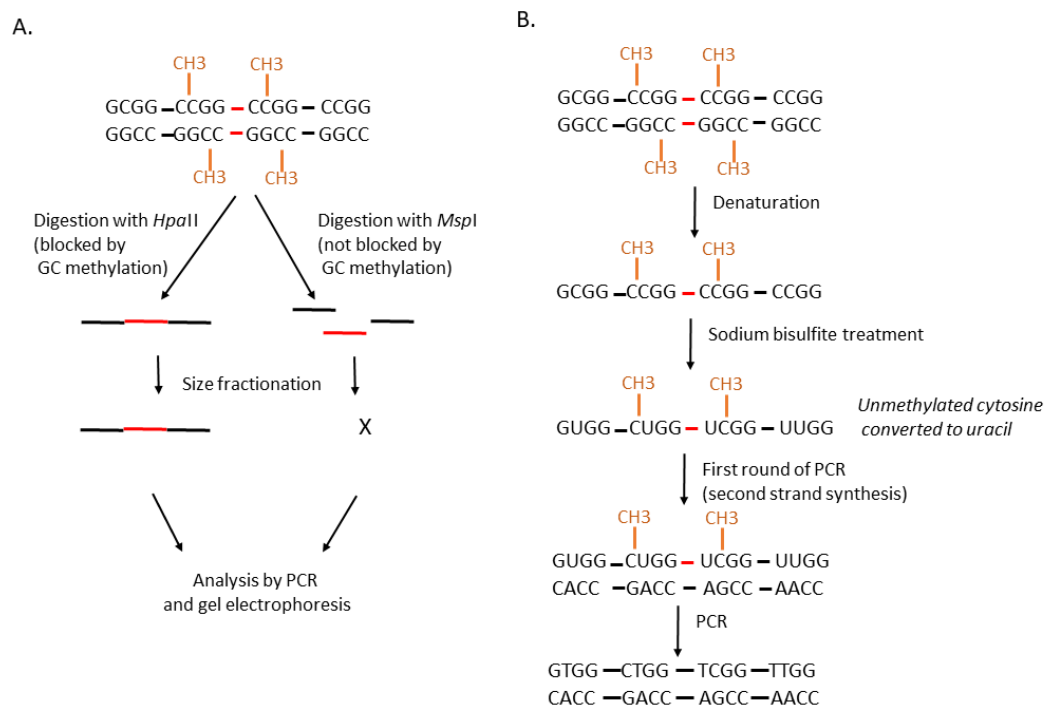 A.
CH3 CH3
GCGG – CCGG – CCGG – CCGG
GGCC – GGCC – GGCC – GGCC
CH3 CH3
Digestion with HpaII
(blocked by
GC methylation)
Digestion with MspI
(not blocked by
GC methylation)
Size fractionation
X
Analysis by PCR
and gel electrophoresis
B.
CH3 CH3
GCGG – CCGG – CCGG – CCGG
GGCC – GGCC – GGCC – GGCC
CH3 CH3
Denaturation
CH3 CH3
GCGG – CCGG – CCGG – CCGG
Sodium bisulfite treatment
CH3 CH3
GUGG – CUGG – UCGG – UUGG
Unmethylated cytosine
converted to uracil
First round of PCR
(second strand synthesis)
CH3 CH3
GUGG – CUGG – UCGG – UUGG
CACC – GACC – AGCC – AACC
PCR
GTGG – CTGG – TCGG – TTGG
CACC – GACC – AGCC – AACC